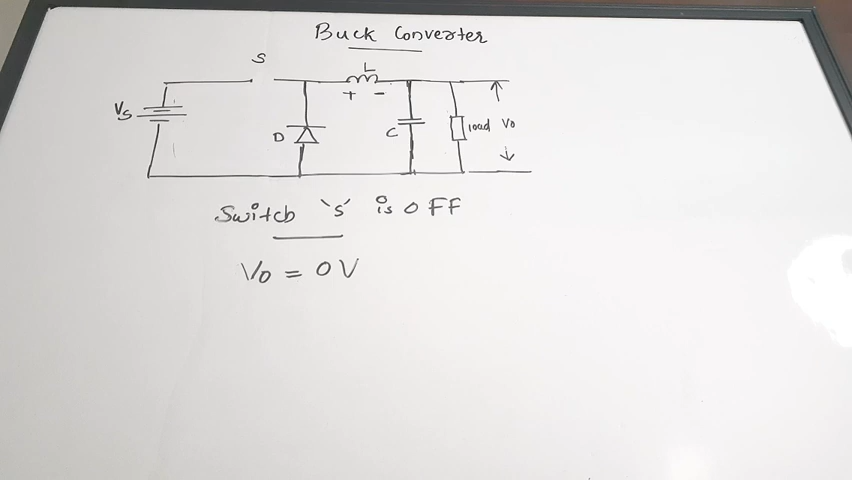 Buck Converter
S
L
Vs
+ -
D
C
load Vo
Switch 's' is OFF
Vo = 0V